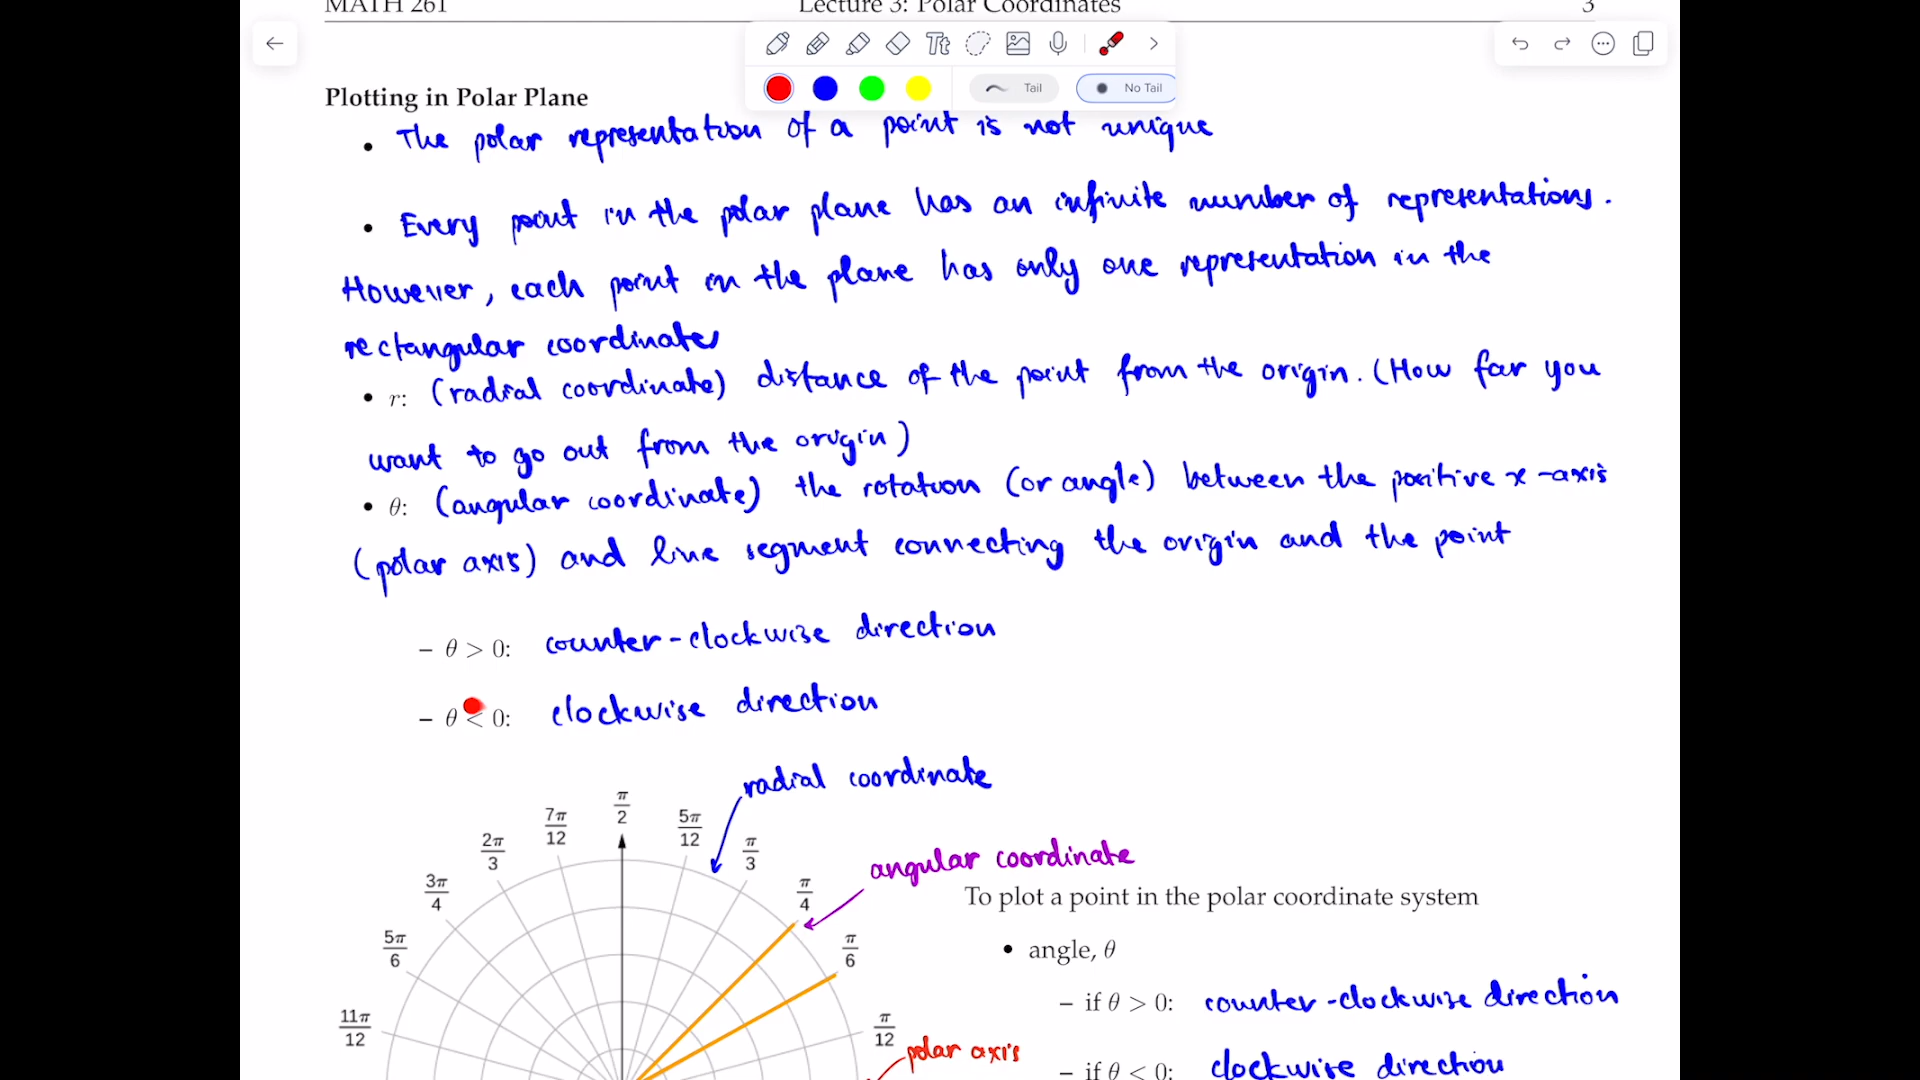 MATH 261 Lecture 3: Polar Coordinates 3
Tt
Tail No Tail
Plotting in Polar Plane
• The polar representation of a point is not unique
• Every point in the polar plane has an infinite number of representations.
However, each point in the plane has only one representation in the
rectangular coordinates
• r: (radial coordinate) distance of the point from the origin. (How far you
want to go out from the origin)
• θ: (angular coordinate) the rotation (or angle) between the positive x-axis
(polar axis) and line segment connecting the origin and the point
– θ > 0: counter-clockwise direction
– θ < 0: clockwise direction
radial coordinate
π/2
7π/12 5π/12
2π/3 π/3
angular coordinate
3π/4 π/4
To plot a point in the polar coordinate system
5π/6 π/6
• angle, θ
– if θ > 0: counter-clockwise direction
11π/12 π/12
polar axis
– if θ < 0: clockwise direction